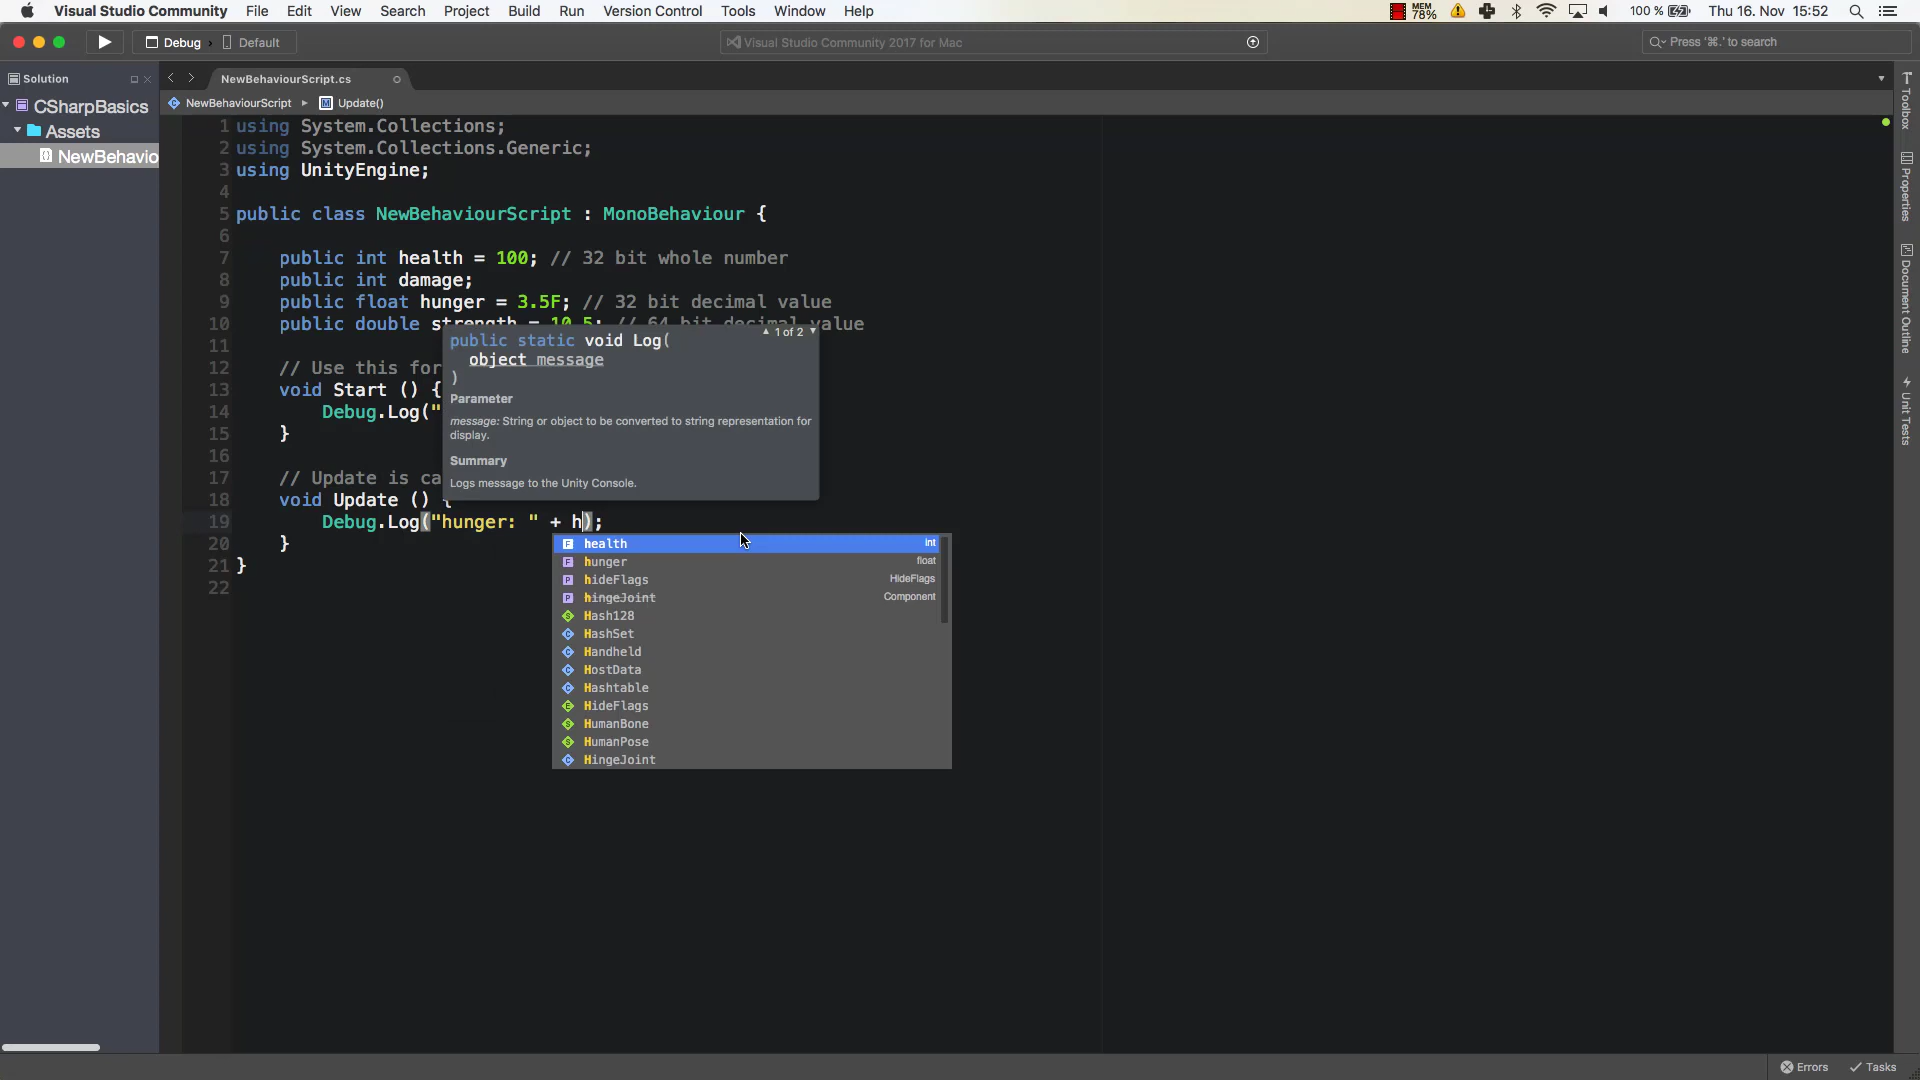 Visual Studio Community File Edit View Search Project Build Run Version Control Tools Window Help MEM 78% 100 % Thu 16. Nov 15:52
Debug › Default Visual Studio Community 2017 for Mac Press '⌘.' to search
Solution NewBehaviourScript.cs
CSharpBasics NewBehaviourScript ▸ Update()
Assets
NewBehavio
1 using System.Collections;
2 using System.Collections.Generic;
3 using UnityEngine;
4
5 public class NewBehaviourScript : MonoBehaviour {
6
7 public int health = 100; // 32 bit whole number
8 public int damage;
9 public float hunger = 3.5F; // 32 bit decimal value
10 public double strength = 10.5; // 64 bit decimal value
11
12 // Use this for
13 void Start () {
14 Debug.Log("
15 }
16
17 // Update is ca
18 void Update () {
19 Debug.Log("hunger: " + h);
20 }
21 }
22
1 of 2
public static void Log(
object message
)
Parameter
message: String or object to be converted to string representation for
display.
Summary
Logs message to the Unity Console.
health int
hunger float
hideFlags HideFlags
hingeJoint Component
Hash128
HashSet
Handheld
HostData
Hashtable
HideFlags
HumanBone
HumanPose
HingeJoint
Toolbox
Properties
Document Outline
Unit Tests
Errors Tasks